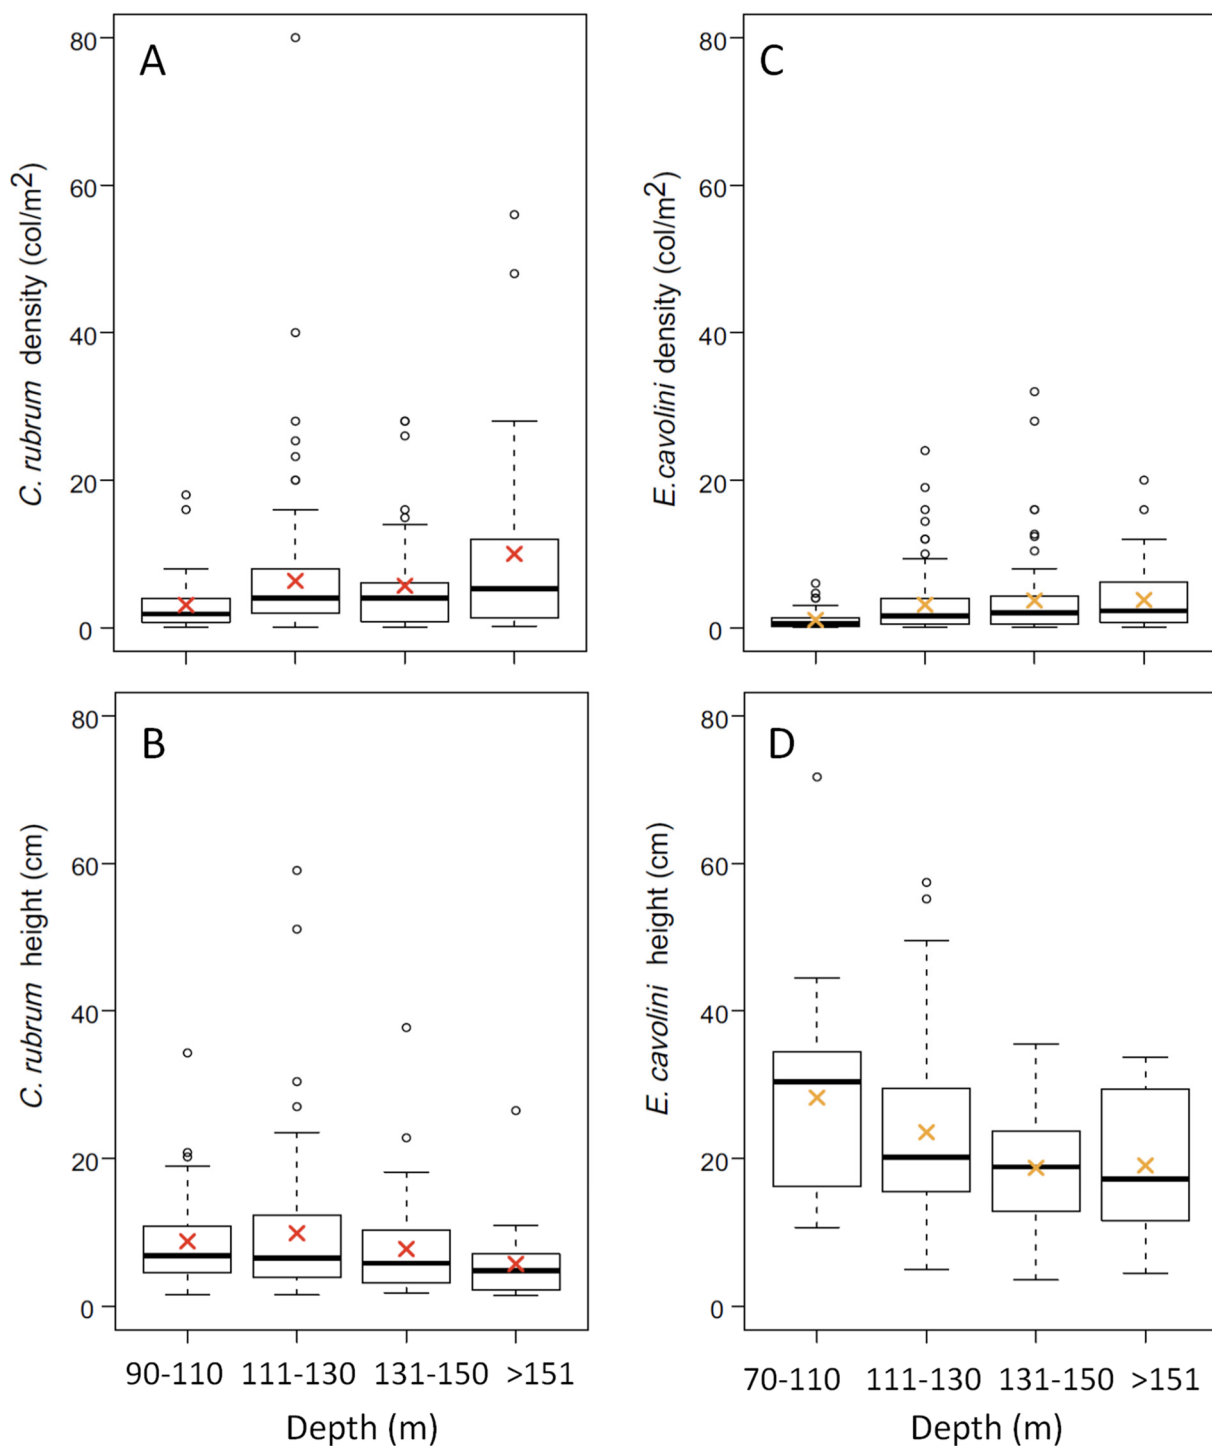 A
80
60
40
20
0
C. rubrum density (col/m2)
C
80
60
40
20
0
E.cavolini density (col/m2)
B
80
60
40
20
0
C. rubrum height (cm)
90-110 111-130 131-150 >151
Depth (m)
D
80
60
40
20
0
E. cavolini height (cm)
70-110 111-130 131-150 >151
Depth (m)